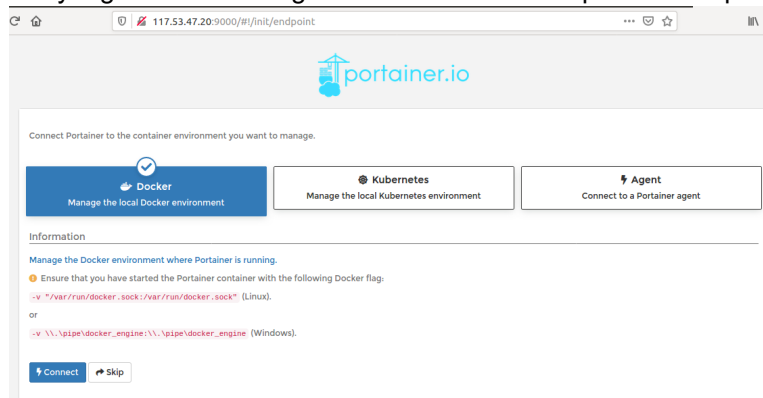 117.53.47.20:9000/#!/init/endpoint
portainer.io
Connect Portainer to the container environment you want to manage.
Docker
Manage the local Docker environment
Kubernetes
Manage the local Kubernetes environment
Agent
Connect to a Portainer agent
Information
Manage the Docker environment where Portainer is running.
Ensure that you have started the Portainer container with the following Docker flag:
-v "/var/run/docker.sock:/var/run/docker.sock" (Linux).
or
-v \\.\pipe\docker_engine:\\.\pipe\docker_engine (Windows).
Connect Skip